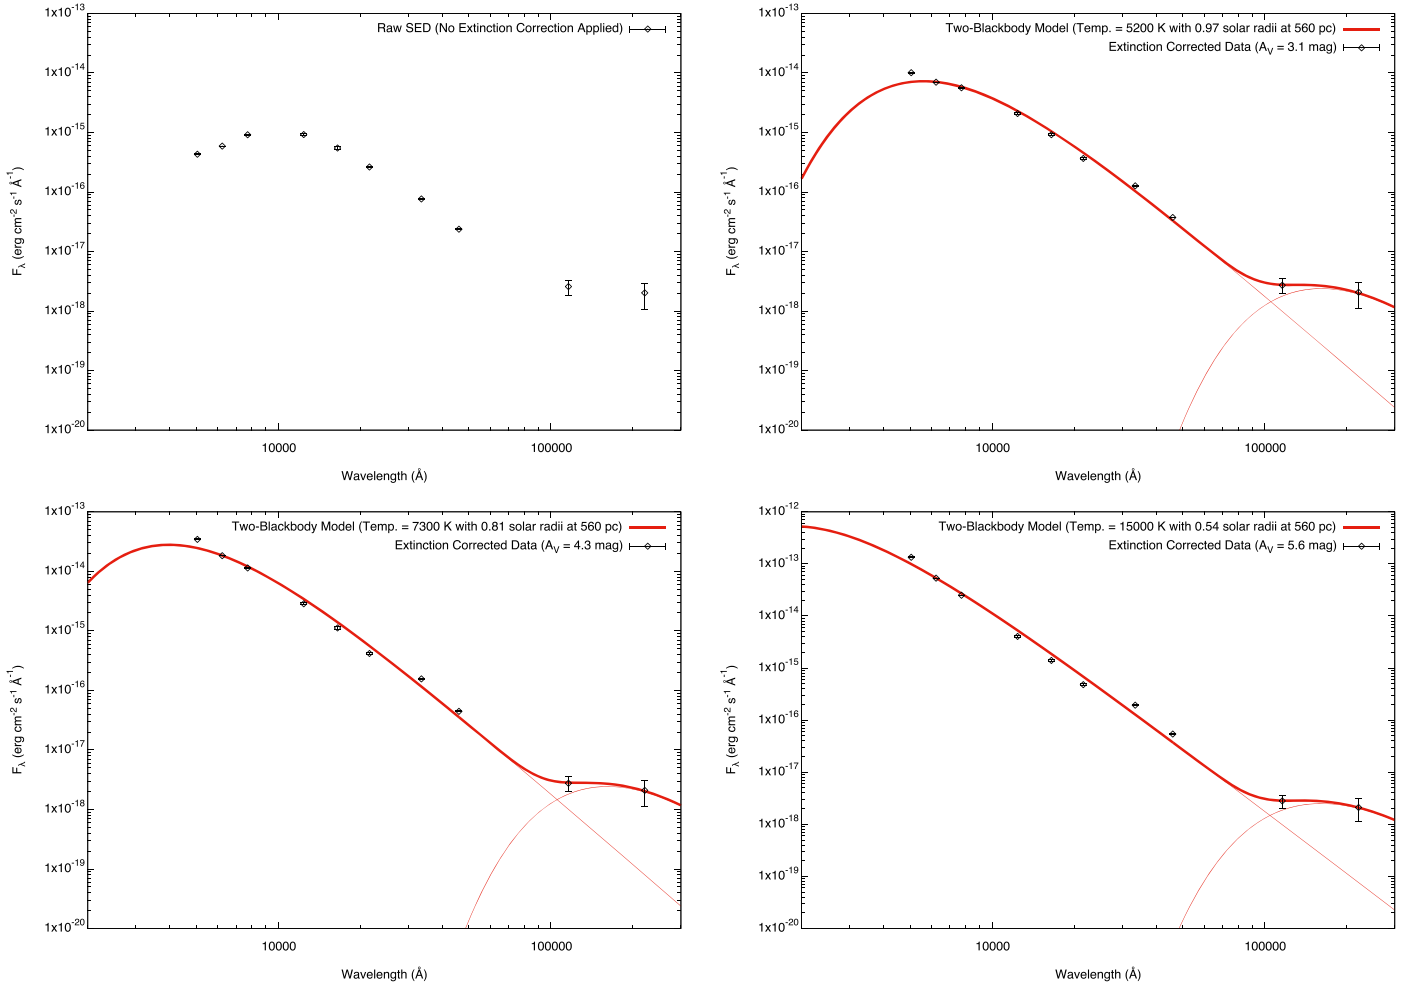 Raw SED (No Extinction Correction Applied)
1x10-13
1x10-14
1x10-15
1x10-16
1x10-17
1x10-18
1x10-19
1x10-20
Fλ (erg cm-2 s-1 Å-1)
10000
100000
Wavelength (Å)
Two-Blackbody Model (Temp. = 5200 K with 0.97 solar radii at 560 pc)
Extinction Corrected Data (AV = 3.1 mag)
1x10-13
1x10-14
1x10-15
1x10-16
1x10-17
1x10-18
1x10-19
1x10-20
Fλ (erg cm-2 s-1 Å-1)
10000
100000
Wavelength (Å)
Two-Blackbody Model (Temp. = 7300 K with 0.81 solar radii at 560 pc)
Extinction Corrected Data (AV = 4.3 mag)
1x10-13
1x10-14
1x10-15
1x10-16
1x10-17
1x10-18
1x10-19
1x10-20
Fλ (erg cm-2 s-1 Å-1)
10000
100000
Wavelength (Å)
Two-Blackbody Model (Temp. = 15000 K with 0.54 solar radii at 560 pc)
Extinction Corrected Data (AV = 5.6 mag)
1x10-12
1x10-13
1x10-14
1x10-15
1x10-16
1x10-17
1x10-18
1x10-19
1x10-20
Fλ (erg cm-2 s-1 Å-1)
10000
100000
Wavelength (Å)